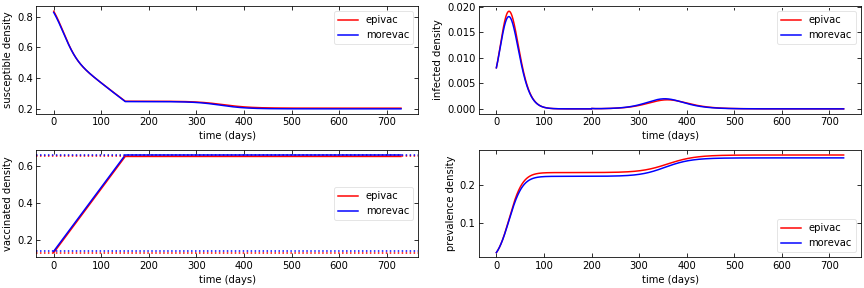 susceptible density
0.8
0.6
0.4
0.2
0
100
200
300
400
500
600
700
time (days)
epivac
morevac
infected density
0.020
0.015
0.010
0.005
0.000
0
100
200
300
400
500
600
700
time (days)
epivac
morevac
vaccinated density
0.6
0.4
0.2
0
100
200
300
400
500
600
700
time (days)
epivac
morevac
prevalence density
0.2
0.1
0
100
200
300
400
500
600
700
time (days)
epivac
morevac